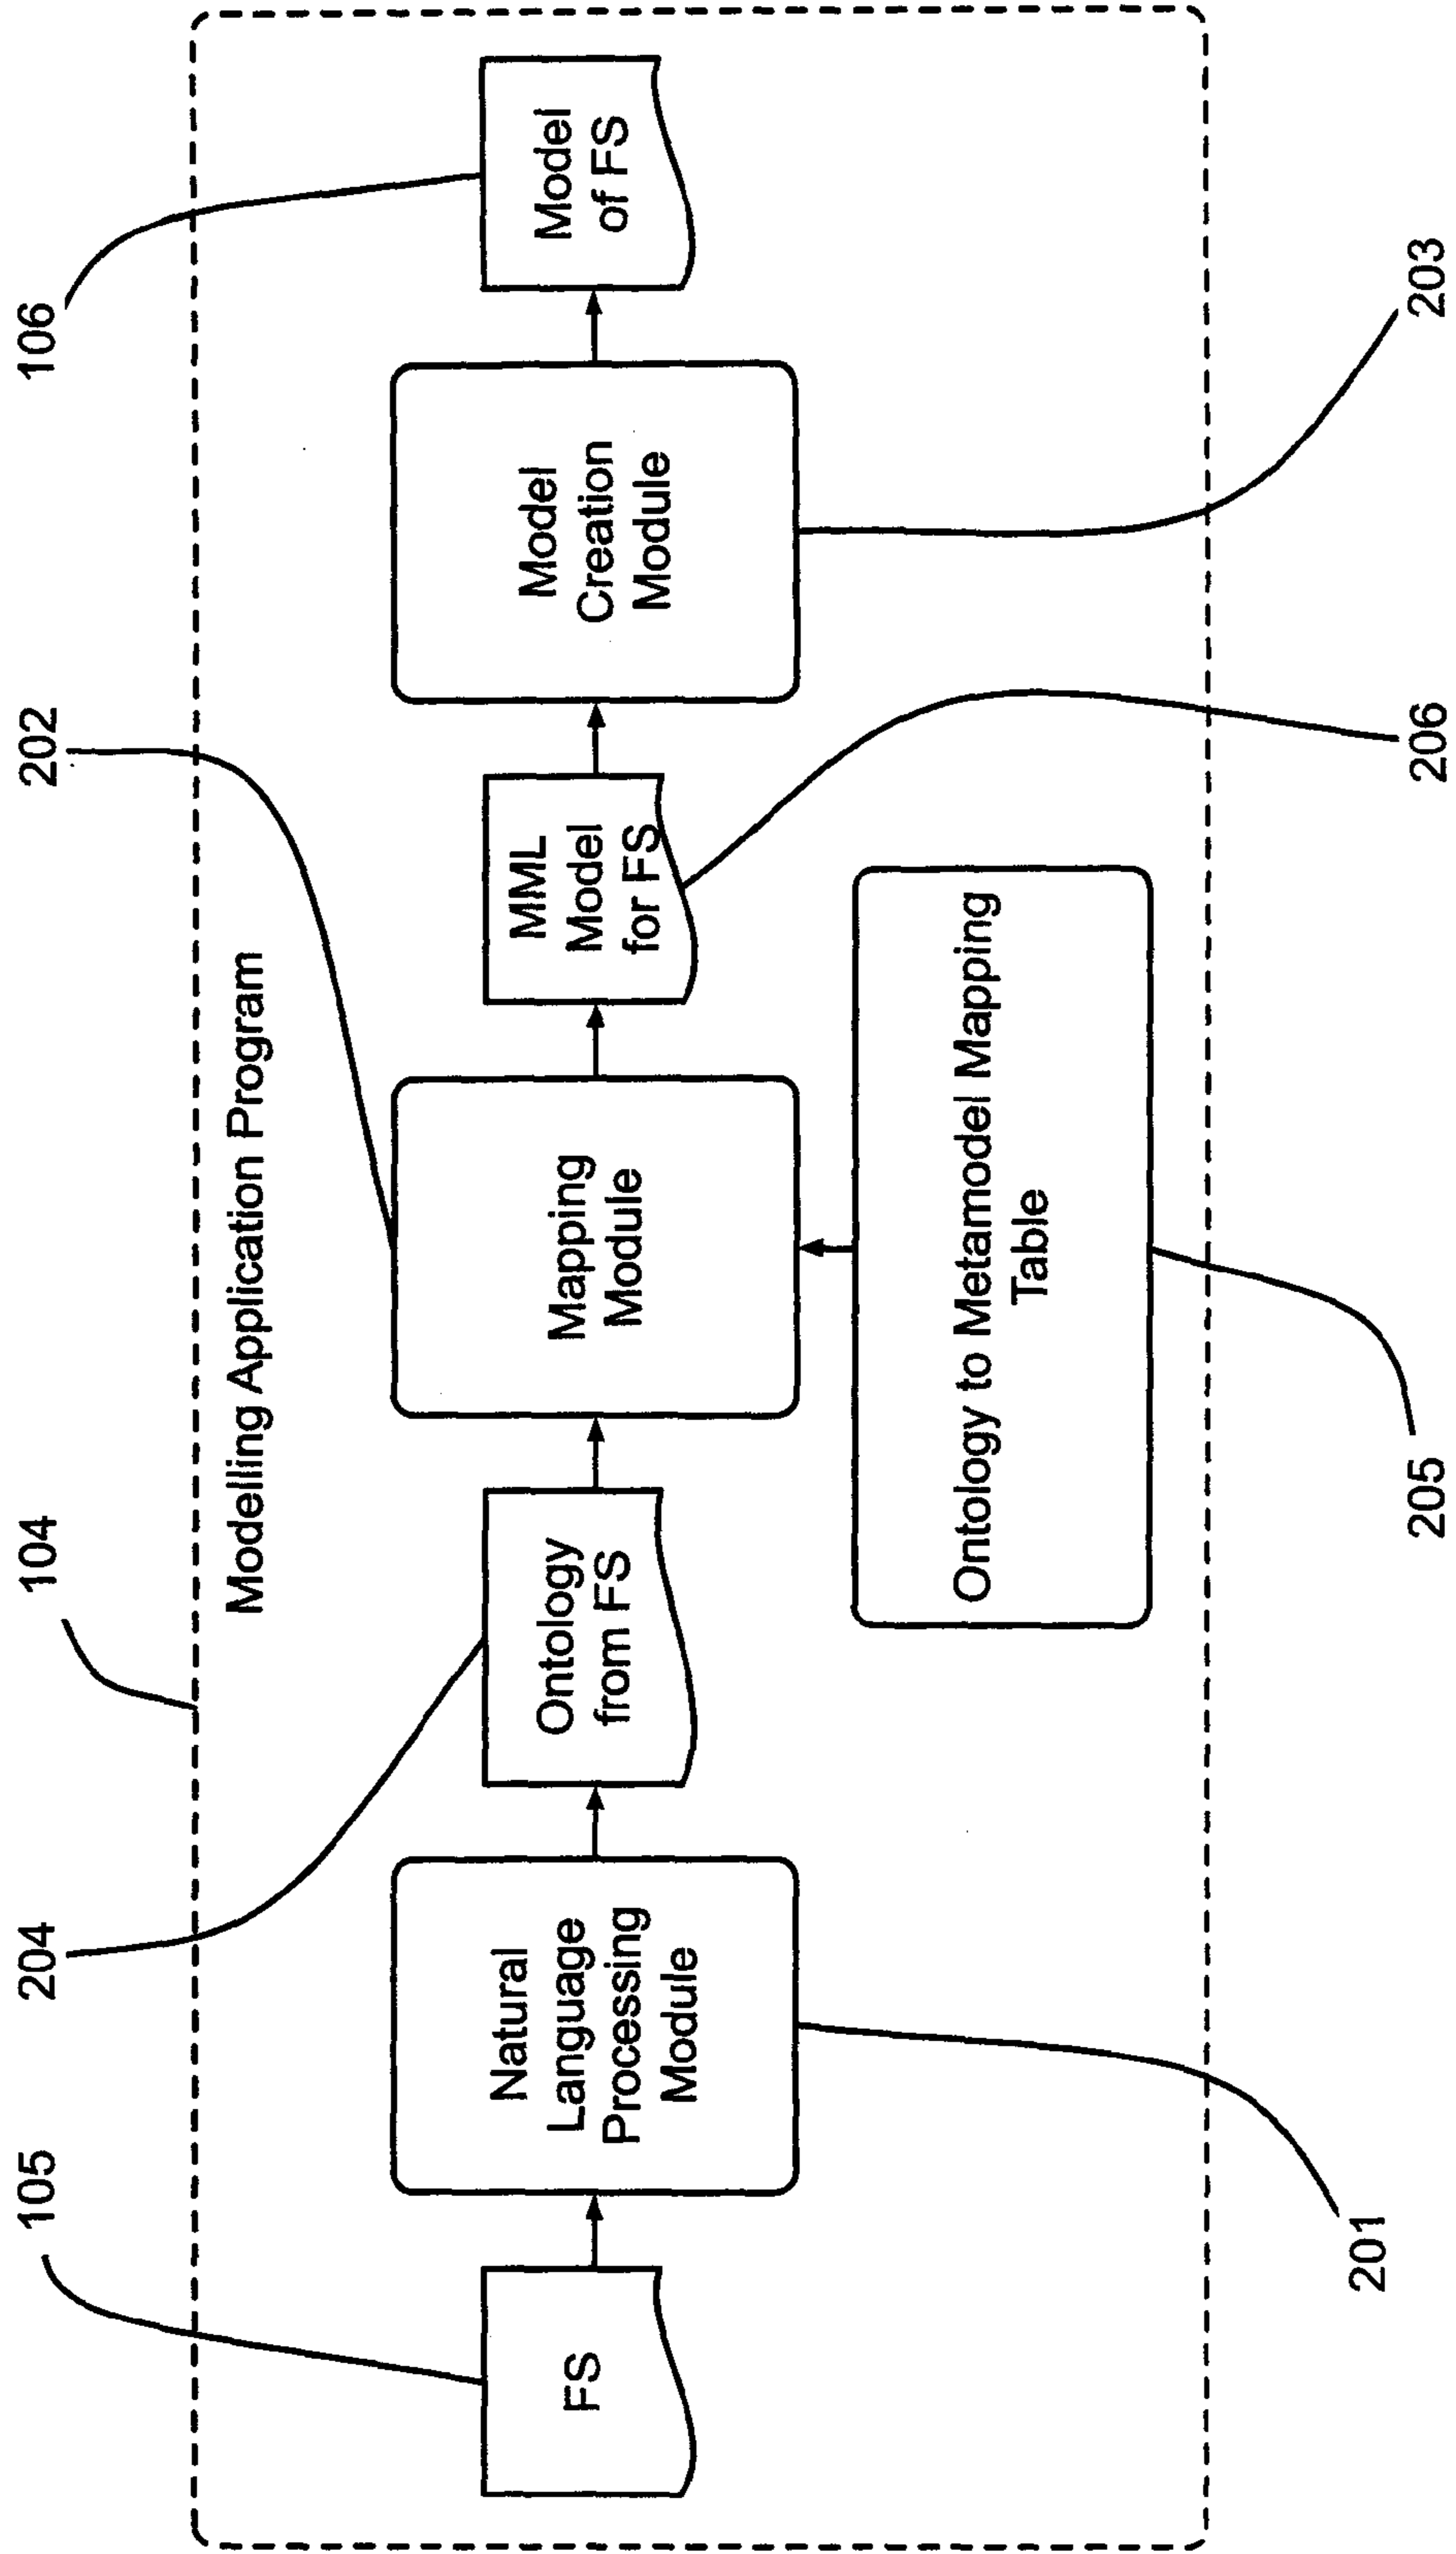 105
204
104
202
106
Modelling Application Program
FS
Natural
Language
Processing
Module
Ontology
from FS
Mapping
Module
MML
Model
for FS
Model
Creation
Module
Model
of FS
Ontology to Metamodel Mapping
Table
201
205
206
203